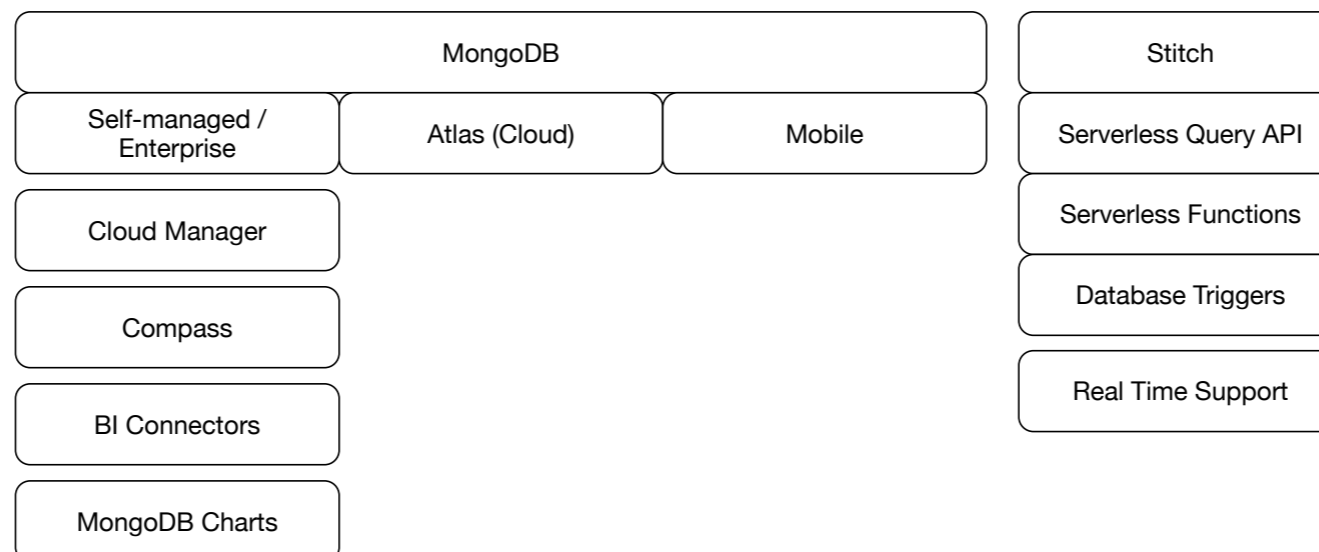 MongoDB
Stitch
Self-managed /
Enterprise
Atlas (Cloud)
Mobile
Serverless Query API
Cloud Manager
Serverless Functions
Compass
Database Triggers
BI Connectors
Real Time Support
MongoDB Charts